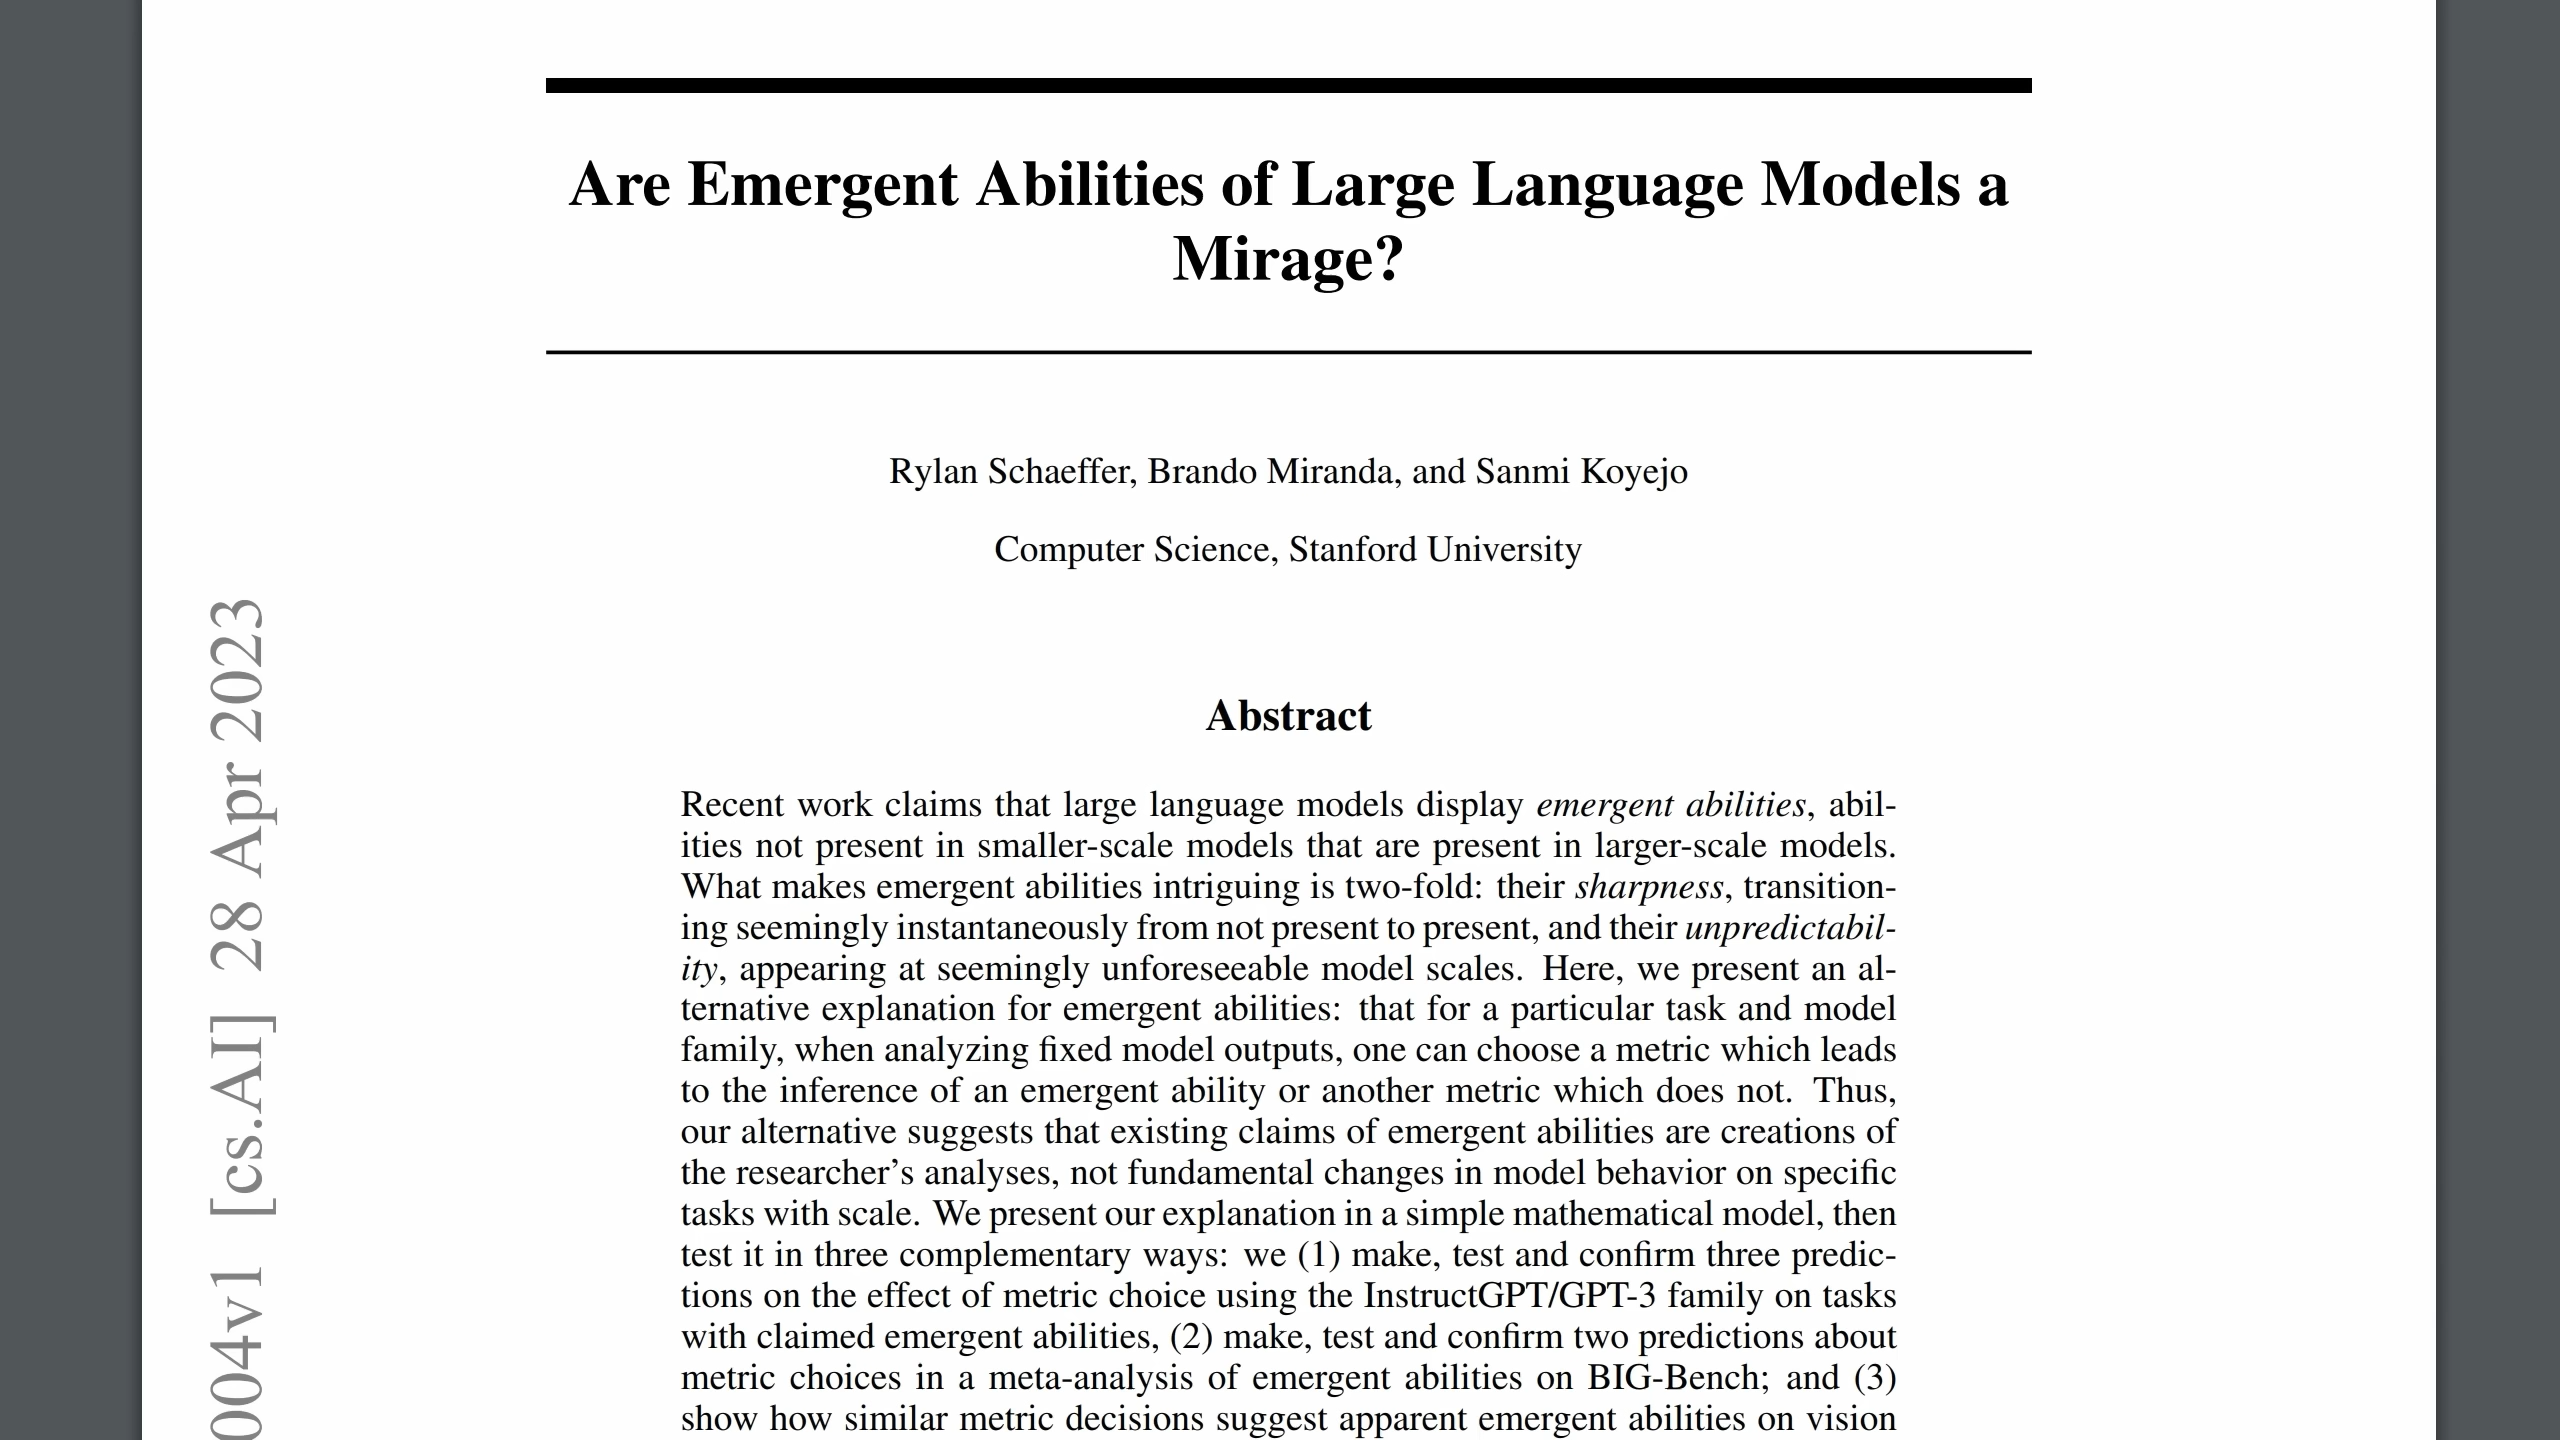 Are Emergent Abilities of Large Language Models a
Mirage?
Rylan Schaeffer, Brando Miranda, and Sanmi Koyejo
Computer Science, Stanford University
Abstract
Recent work claims that large language models display emergent abilities, abil-
ities not present in smaller-scale models that are present in larger-scale models.
What makes emergent abilities intriguing is two-fold: their sharpness, transition-
ing seemingly instantaneously from not present to present, and their unpredictabil-
ity, appearing at seemingly unforeseeable model scales. Here, we present an al-
ternative explanation for emergent abilities: that for a particular task and model
family, when analyzing fixed model outputs, one can choose a metric which leads
to the inference of an emergent ability or another metric which does not. Thus,
our alternative suggests that existing claims of emergent abilities are creations of
the researcher’s analyses, not fundamental changes in model behavior on specific
tasks with scale. We present our explanation in a simple mathematical model, then
test it in three complementary ways: we (1) make, test and confirm three predic-
tions on the effect of metric choice using the InstructGPT/GPT-3 family on tasks
with claimed emergent abilities, (2) make, test and confirm two predictions about
metric choices in a meta-analysis of emergent abilities on BIG-Bench; and (3)
show how similar metric decisions suggest apparent emergent abilities on vision
004v1 [cs.AI] 28 Apr 2023